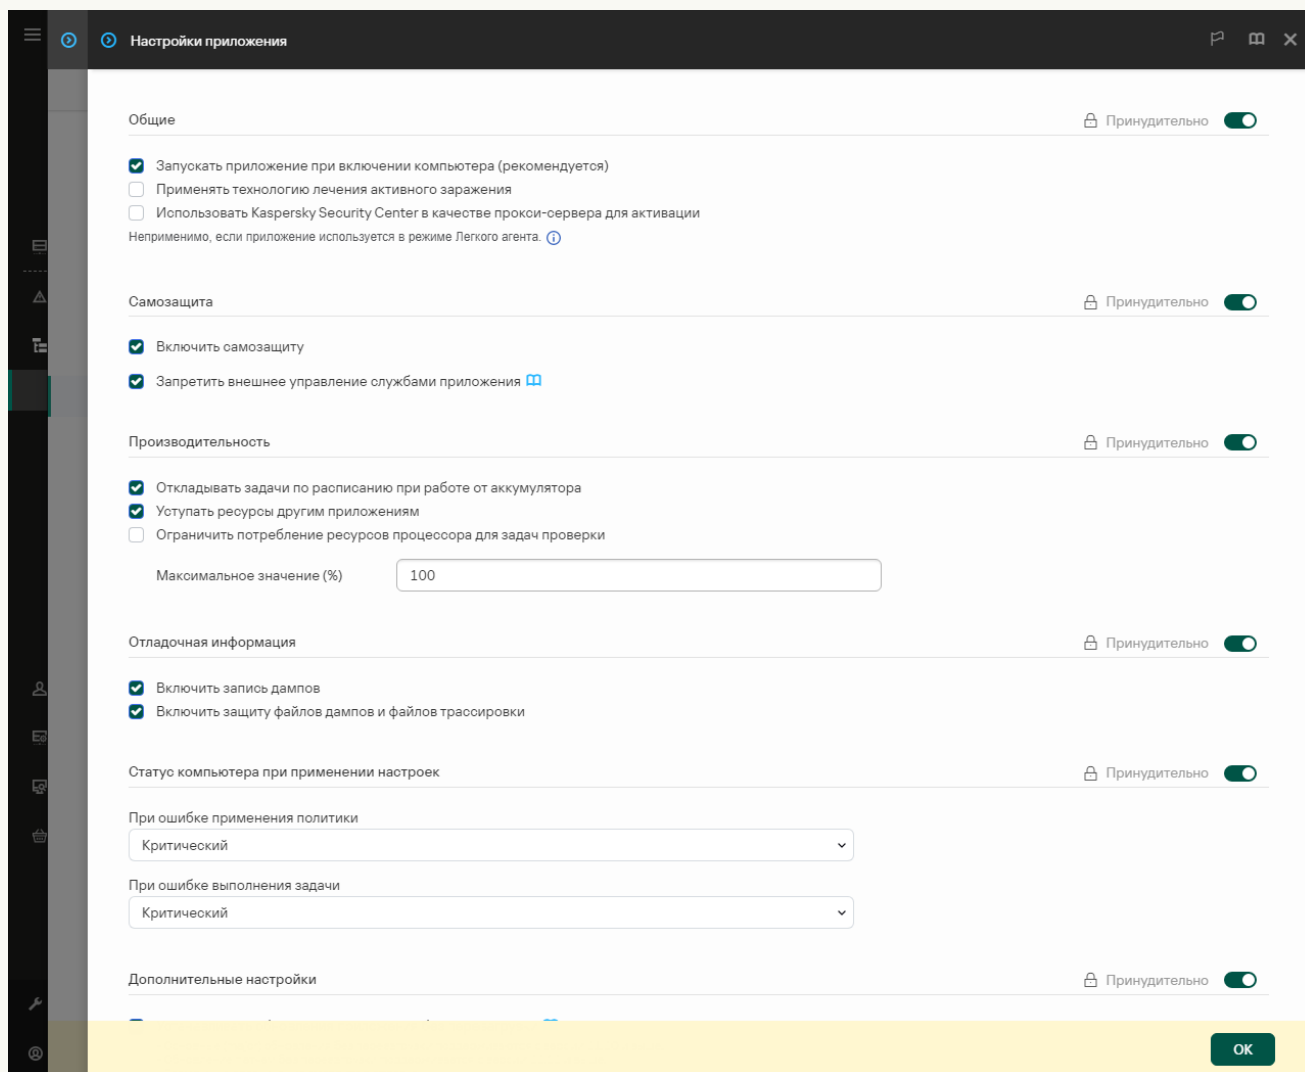 Настройки приложения
Общие
Принудительно
Запускать приложение при включении компьютера (рекомендуется)
Применять технологию лечения активного заражения
Использовать Kaspersky Security Center в качестве прокси-сервера для активации
Неприменимо, если приложение используется в режиме Легкого агента.
Самозащита
Принудительно
Включить самозащиту
Запретить внешнее управление службами приложения
Производительность
Принудительно
Откладывать задачи по расписанию при работе от аккумулятора
Уступать ресурсы другим приложениям
Ограничить потребление ресурсов процессора для задач проверки
Максимальное значение (%)
100
Отладочная информация
Принудительно
Включить запись дампов
Включить защиту файлов дампов и файлов трассировки
Статус компьютера при применении настроек
Принудительно
При ошибке применения политики
Критический
При ошибке выполнения задачи
Критический
Дополнительные настройки
Принудительно
OK